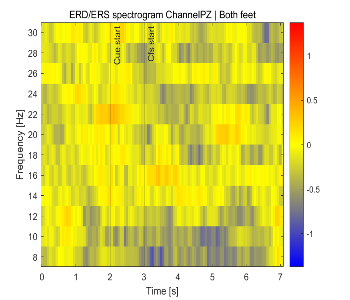 ERD/ERS spectrogram ChannelPZ | Both feet
Cue start
Cfs start
Frequency [Hz]
30
28
26
24
22
20
18
16
14
12
10
8
0 1 2 3 4 5 6 7
Time [s]
1
0.5
0
-0.5
-1